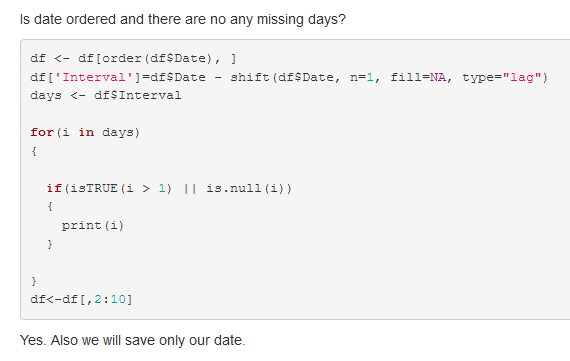 Is date ordered and there are no any missing days?
df <- df[order(df$Date), ]
df['Interval']=df$Date - shift(df$Date, n=1, fill=NA, type="lag")
days <- df$Interval
for(i in days)
{
if(isTRUE(i > 1) || is.null(i))
{
print(i)
}
}
df<-df[,2:10]
Yes. Also we will save only our date.